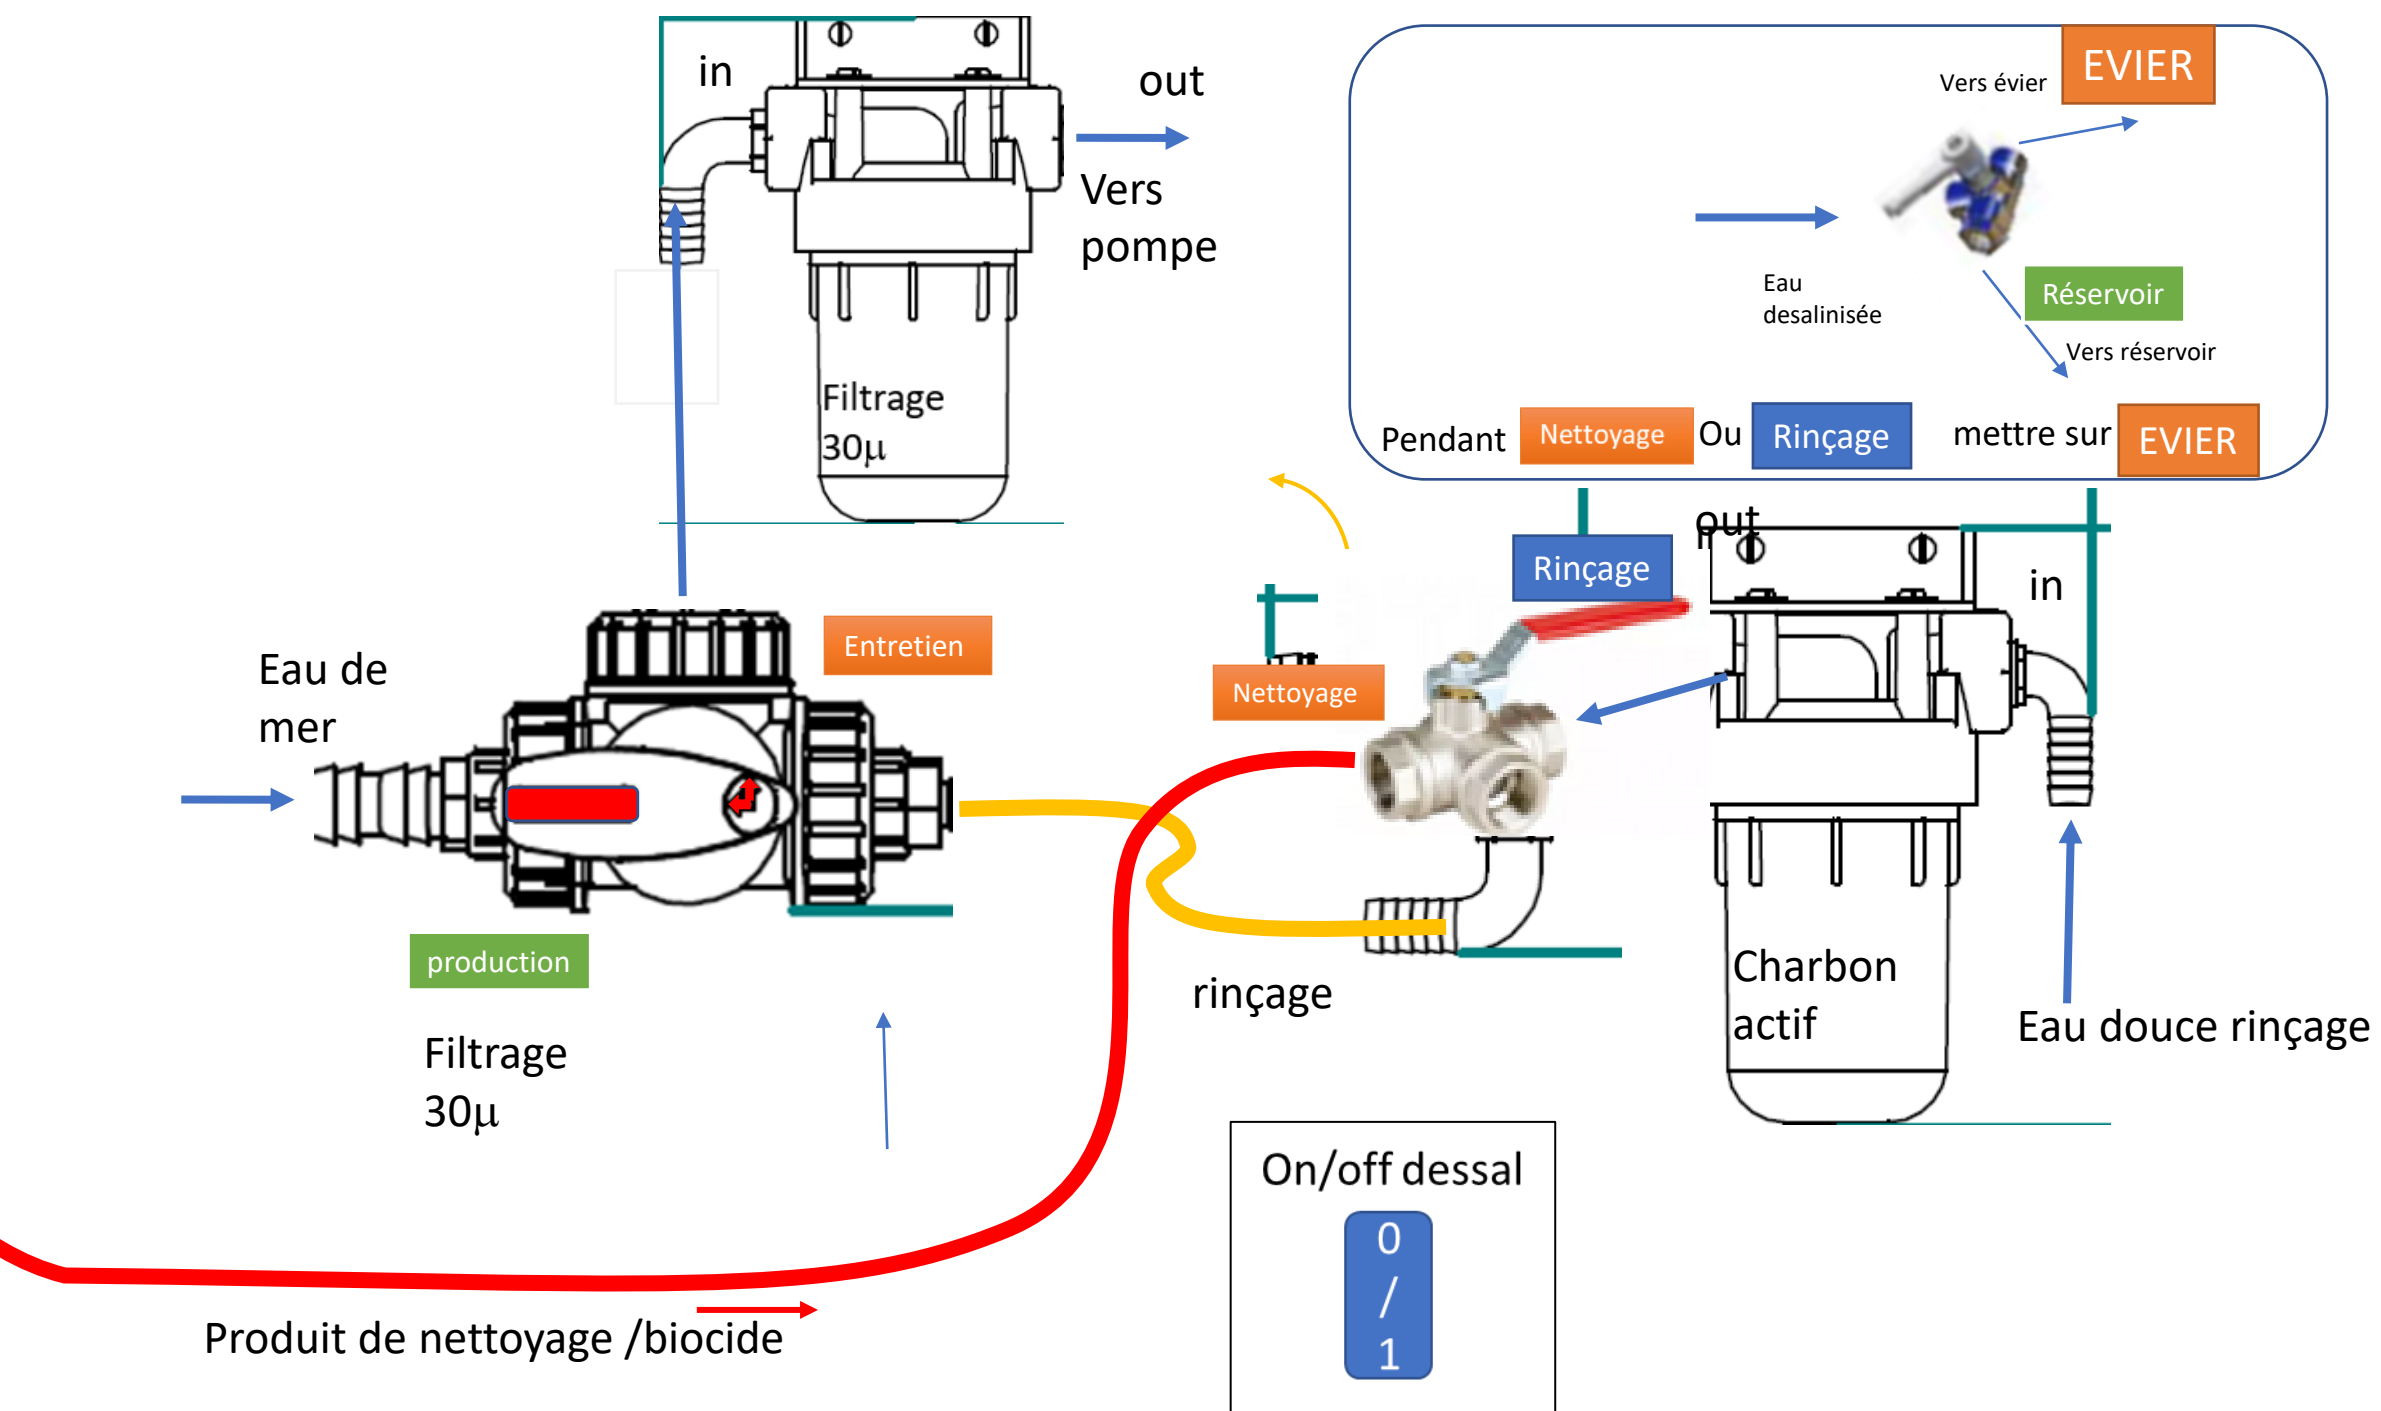 in
out
Vers
pompe
Filtrage
30µ
Vers évier
EVIER
Eau
desalinisée
Réservoir
Vers réservoir
Pendant Nettoyage Ou Rinçage mettre sur EVIER
Eau de
mer
Entretien
production
Filtrage
30µ
Rinçage
out
in
Nettoyage
rinçage
Charbon
actif
Eau douce rinçage
On/off dessal
0
/
1
Produit de nettoyage /biocide